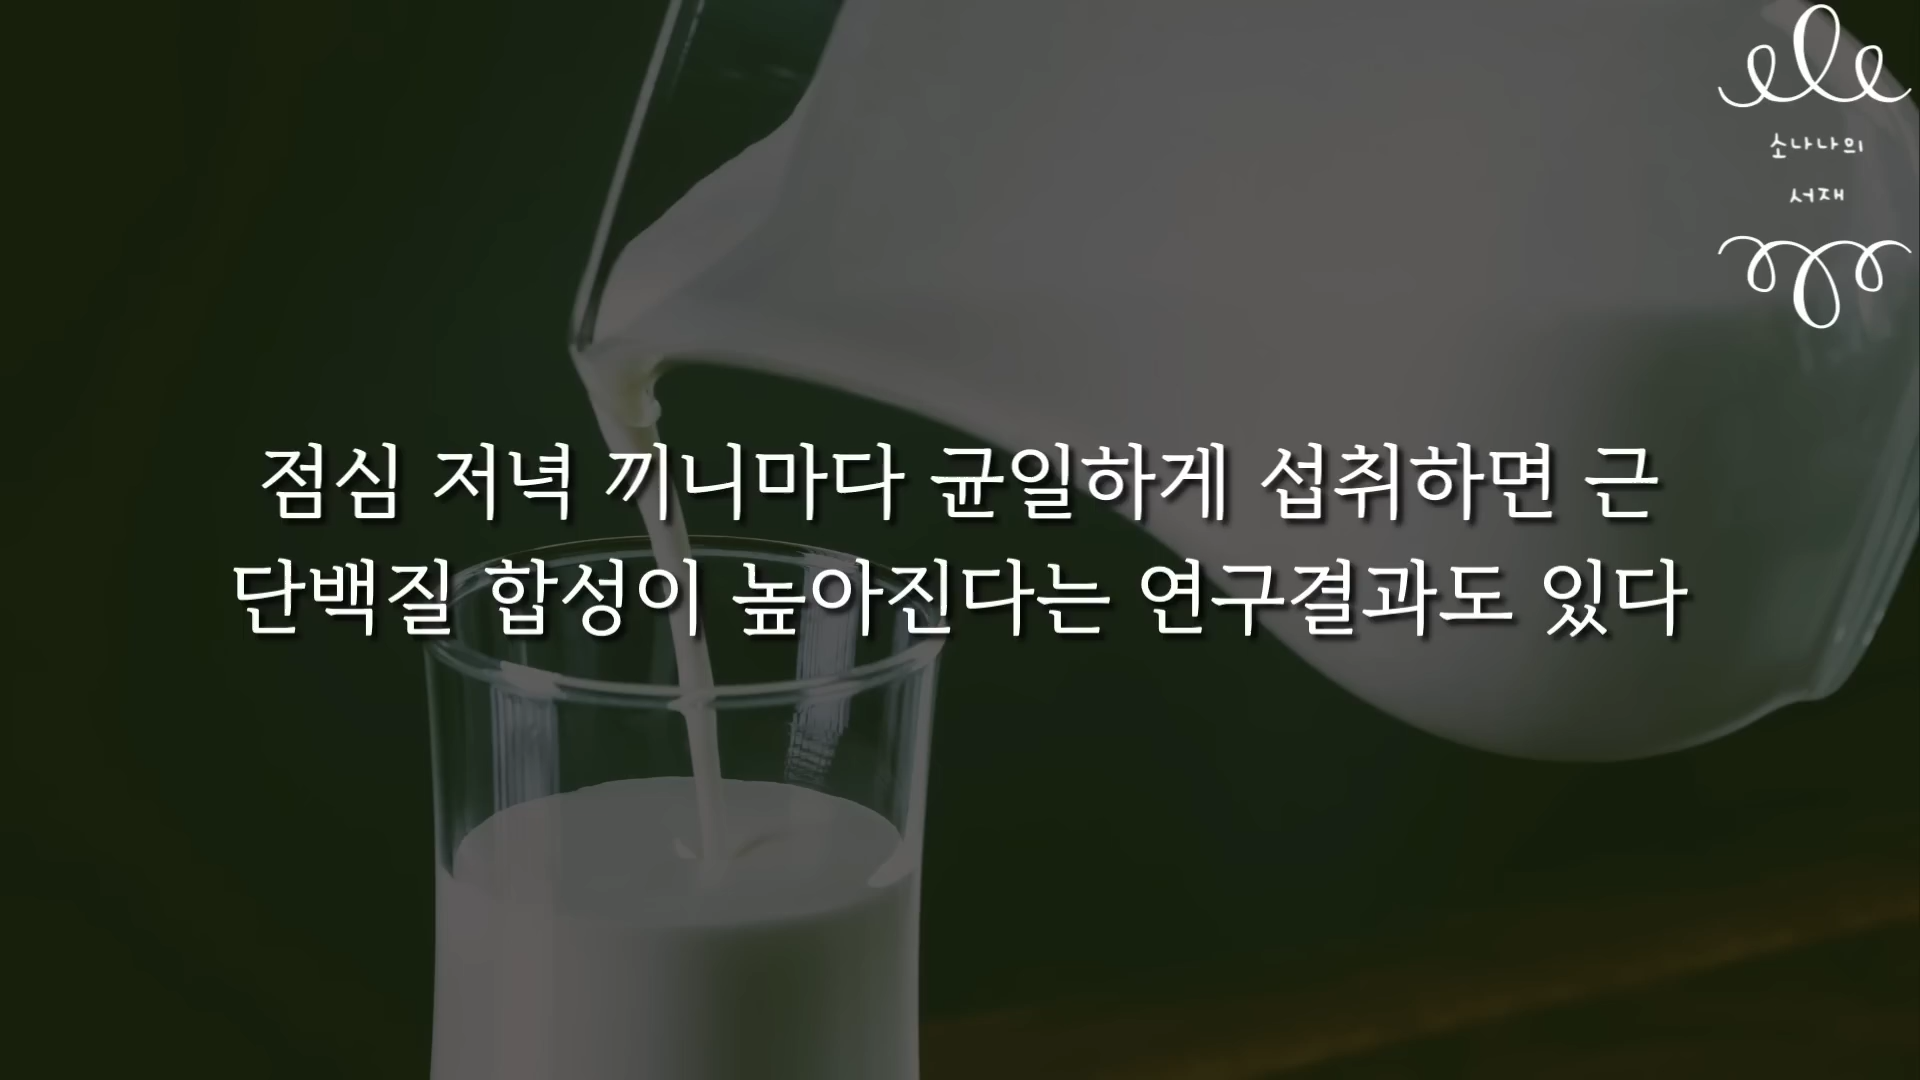 소나나의
서재
점심 저녁 끼니마다 균일하게 섭취하면 근
단백질 합성이 높아진다는 연구결과도 있다